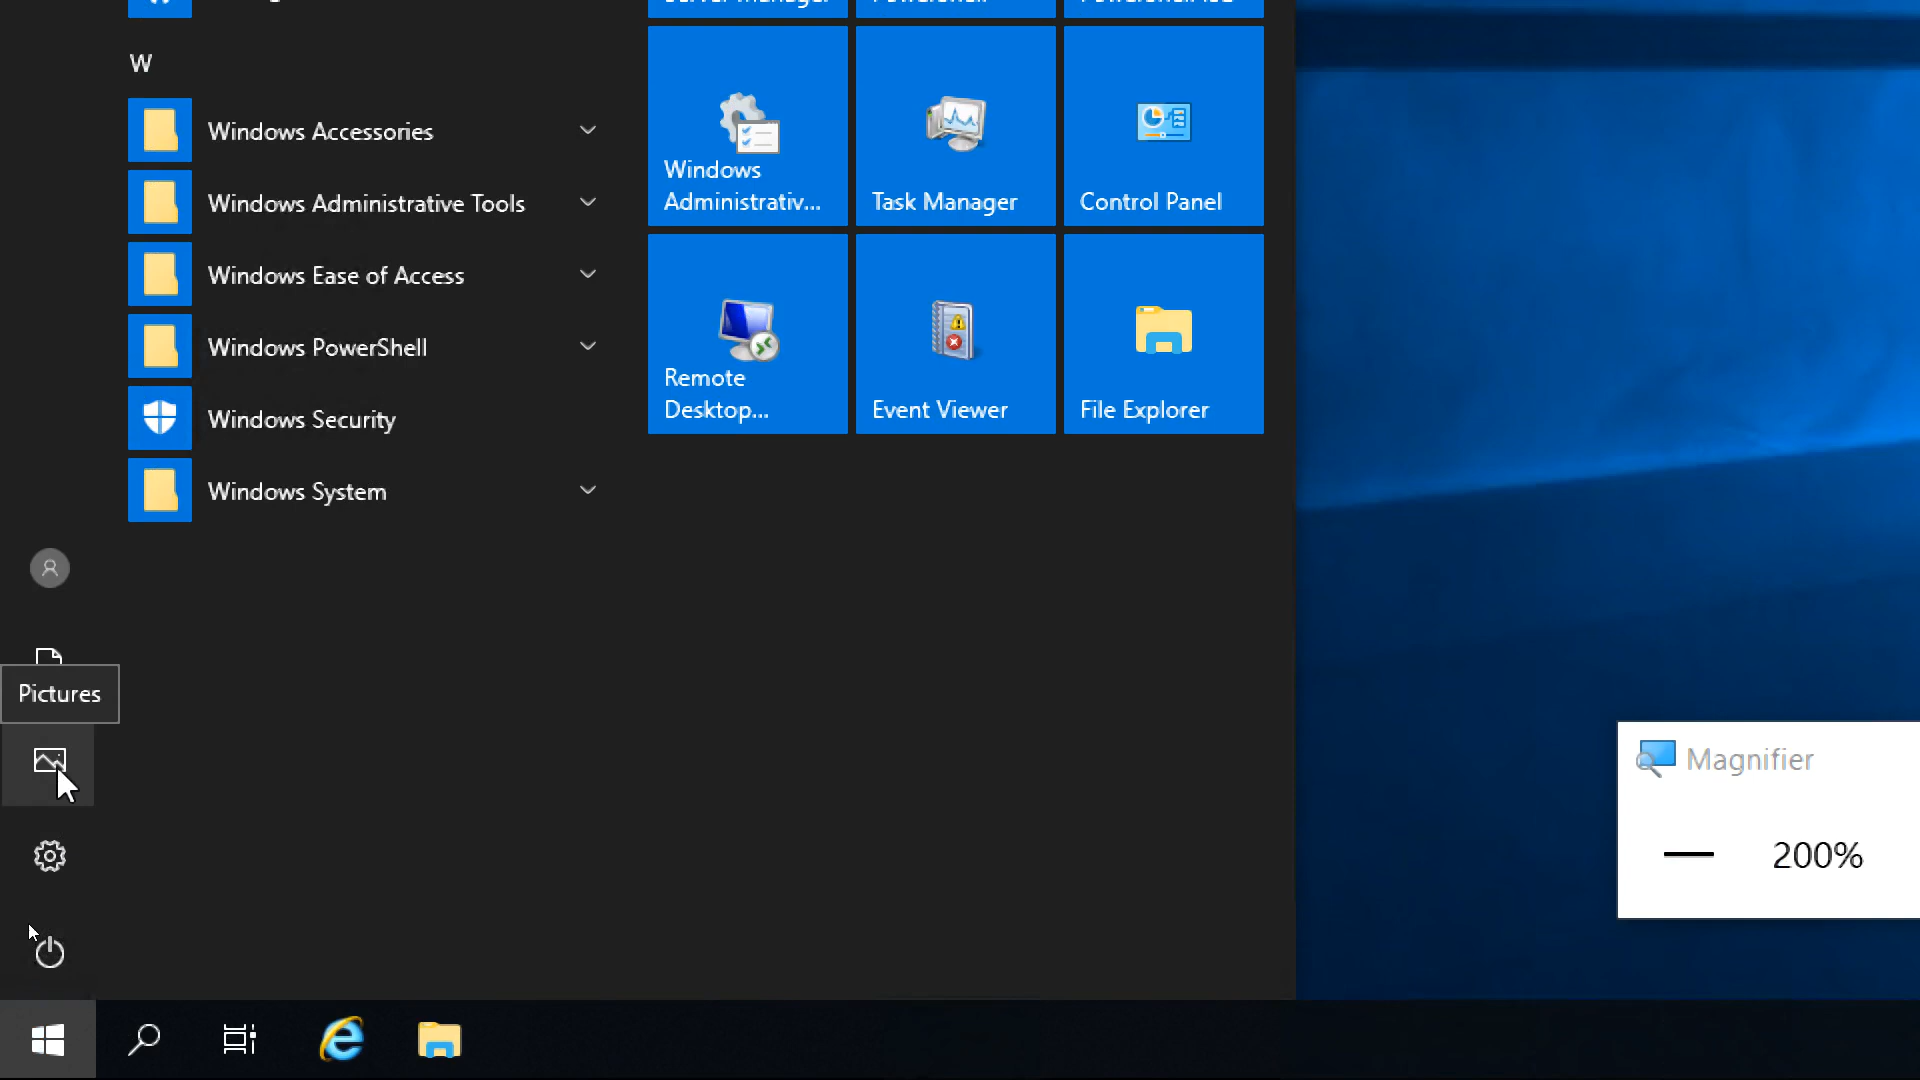 W
Windows Accessories
Windows Administrative Tools
Windows Ease of Access
Windows PowerShell
Windows Security
Windows System
Windows
Administrativ...
Task Manager
Control Panel
Remote
Desktop...
Event Viewer
File Explorer
Pictures
Magnifier
200%